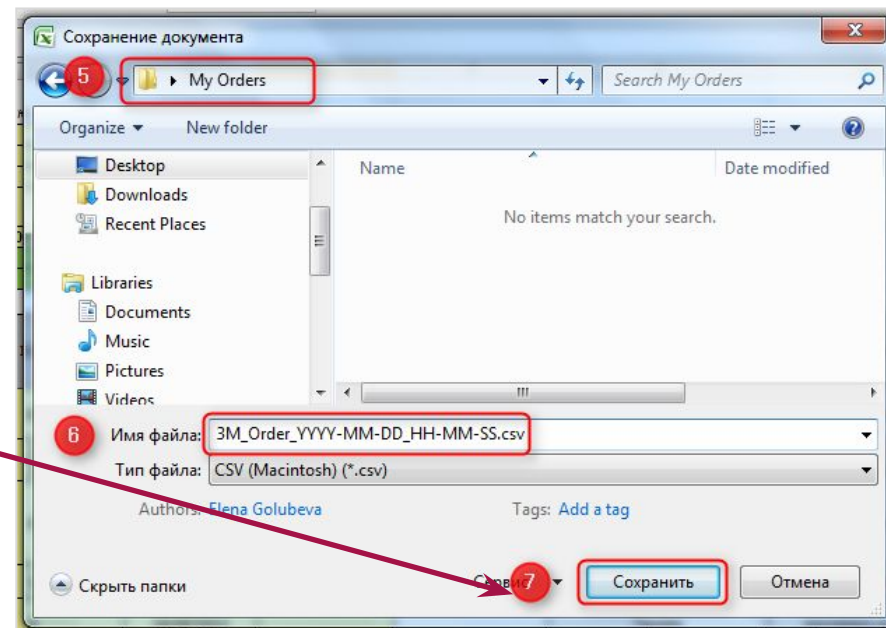 Сохранение документа
5 My Orders Search My Orders
Organize New folder
Desktop Name Date modified
Downloads
Recent Places No items match your search.
Libraries
Documents
Music
Pictures
Videos
6 Имя файла: 3M_Order_YYYY-MM-DD_HH-MM-SS.csv
Тип файла: CSV (Macintosh) (*.csv)
Authors: Elena Golubeva Tags: Add a tag
Скрыть папки 7 Сохранить Отмена